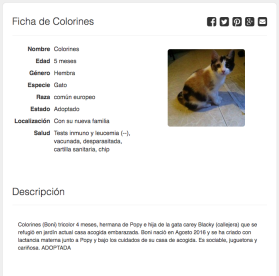 Ficha de Colorines
Nombre Colorines
Edad 5 meses
Género Hembra
Especie Gato
Raza común europeo
Estado Adoptado
Localización Con su nueva familia
Salud Tests inmuno y leucemia (--),
vacunada, desparasitada,
cartilla sanitaria, chip
Descripción
Colorines (Boni) tricolor 4 meses, hermana de Popy e hija de la gata carey Blacky (callejera) que se
refugió en jardín actual casa acogida embarazada. Boni nació en Agosto 2016 y se ha criado con
lactancia materna junto a Popy y bajo los cuidados de su casa de acogida. Es sociable, juguetona y
cariñosa. ADOPTADA